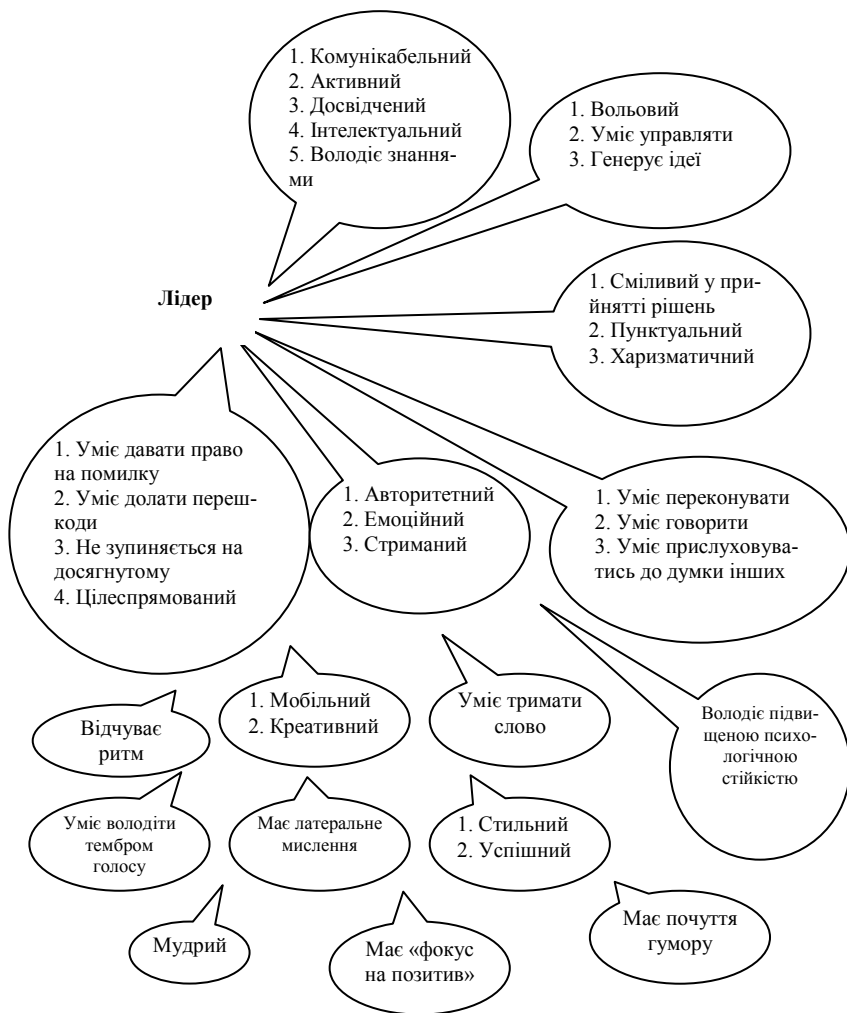 1. Комунікабельний
2. Активний
3. Досвідчений
4. Інтелектуальний
5. Володіє знання-
ми
1. Вольовий
2. Уміє управляти
3. Генерує ідеї
Лідер
1. Сміливий у при-
йнятті рішень
2. Пунктуальний
3. Харизматичний
1. Уміє давати право
на помилку
2. Уміє долати переш-
коди
3. Не зупиняється на
досягнутому
4. Цілеспрямований
1. Авторитетний
2. Емоційний
3. Стриманий
1. Уміє переконувати
2. Уміє говорити
3. Уміє прислуховува-
тись до думки інших
Відчуває
ритм
1. Мобільний
2. Креативний
Уміє тримати
слово
Володіє підви-
щеною психо-
логічною
стійкістю
Уміє володіти
тембром
голосу
Має латеральне
мислення
1. Стильний
2. Успішний
Мудрий
Має «фокус
на позитив»
Має почуття
гумору